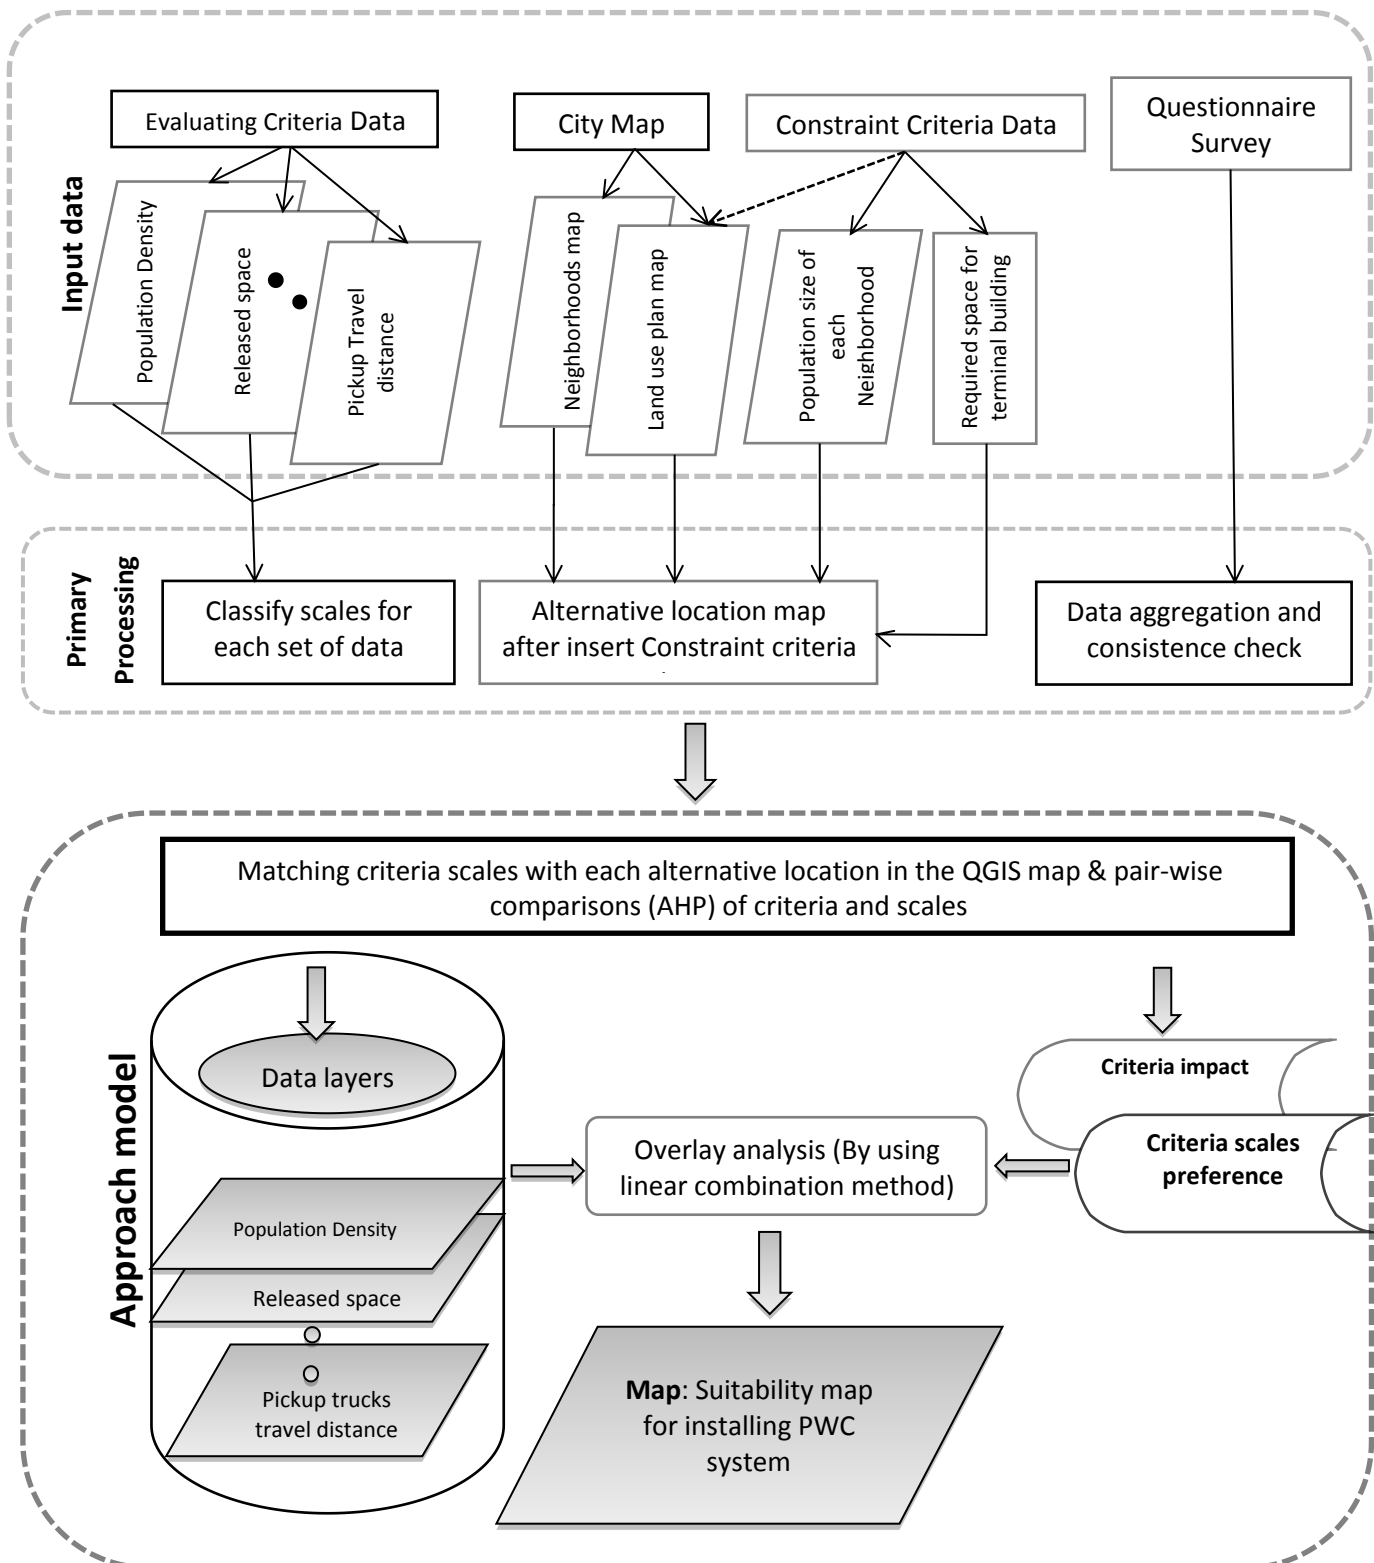 Input data
Evaluating Criteria Data
City Map
Constraint Criteria Data
Questionnaire
Survey
Population Density
Released space
Pickup Travel
distance
Neighborhoods map
Land use plan map
Population size of
each
Neighborhood
Required space for
terminal building
Primary
Processing
Classify scales for
each set of data
Alternative location map
after insert Constraint criteria
Data aggregation and
consistence check
Matching criteria scales with each alternative location in the QGIS map & pair-wise
comparisons (AHP) of criteria and scales
Approach model
Data layers
Population Density
Released space
Pickup trucks
travel distance
Overlay analysis (By using
linear combination method)
Criteria impact
Criteria scales
preference
Map: Suitability map
for installing PWC
system